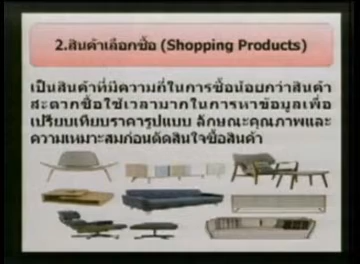 2.สินค้าเลือกซื้อ (Shopping Products)
เป็นสินค้าที่มีความถี่ในการซื้อน้อยกว่าสินค้า
สะดวกซื้อใช้เวลามากในการหาข้อมูลเพื่อ
เปรียบเทียบราคารูปแบบ ลักษณะคุณภาพและ
ความเหมาะสมก่อนตัดสินใจซื้อสินค้า